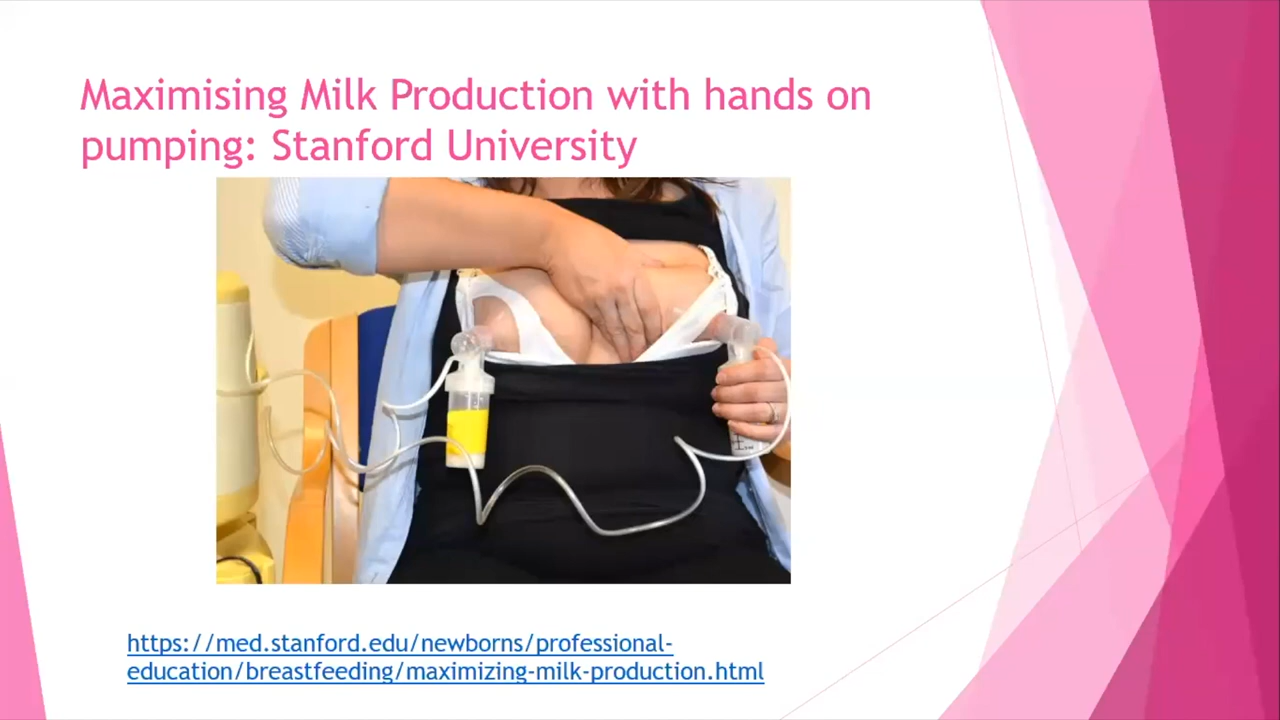 Maximising Milk Production with hands on
pumping: Stanford University
https://med.stanford.edu/newborns/professional-
education/breastfeeding/maximizing-milk-production.html